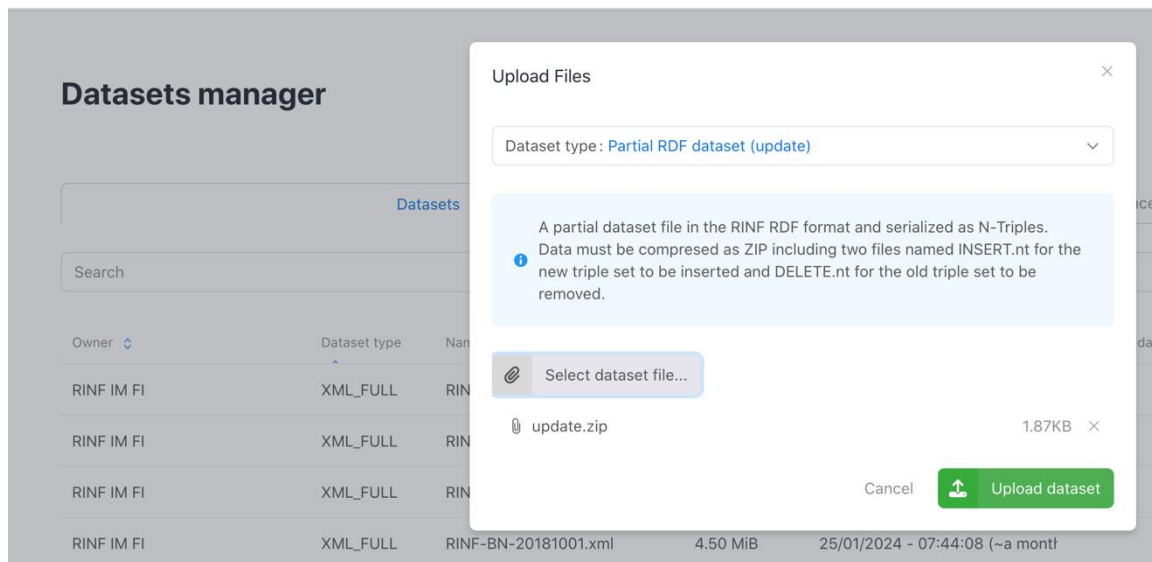 Datasets manager
Datasets
Search
Owner
Dataset type
RINF IM FI XML_FULL
RINF IM FI XML_FULL
RINF IM FI XML_FULL
RINF IM FI XML_FULL RINF-BN-20181001.xml 4.50 MiB 25/01/2024 - 07:44:08 (~a month
Upload Files
Dataset type : Partial RDF dataset (update)
A partial dataset file in the RINF RDF format and serialized as N-Triples.
Data must be compresed as ZIP including two files named INSERT.nt for the
new triple set to be inserted and DELETE.nt for the old triple set to be
removed.
Select dataset file...
update.zip 1.87KB
Cancel Upload dataset